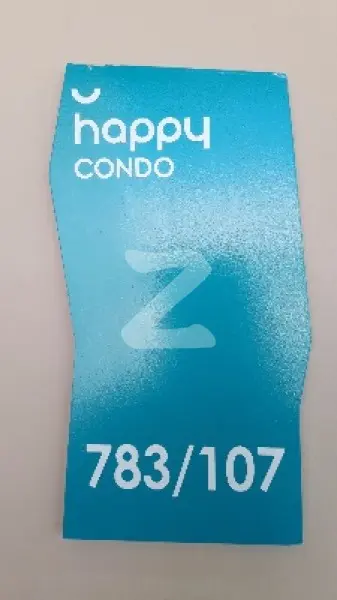 happy
CONDO
Z
783/107